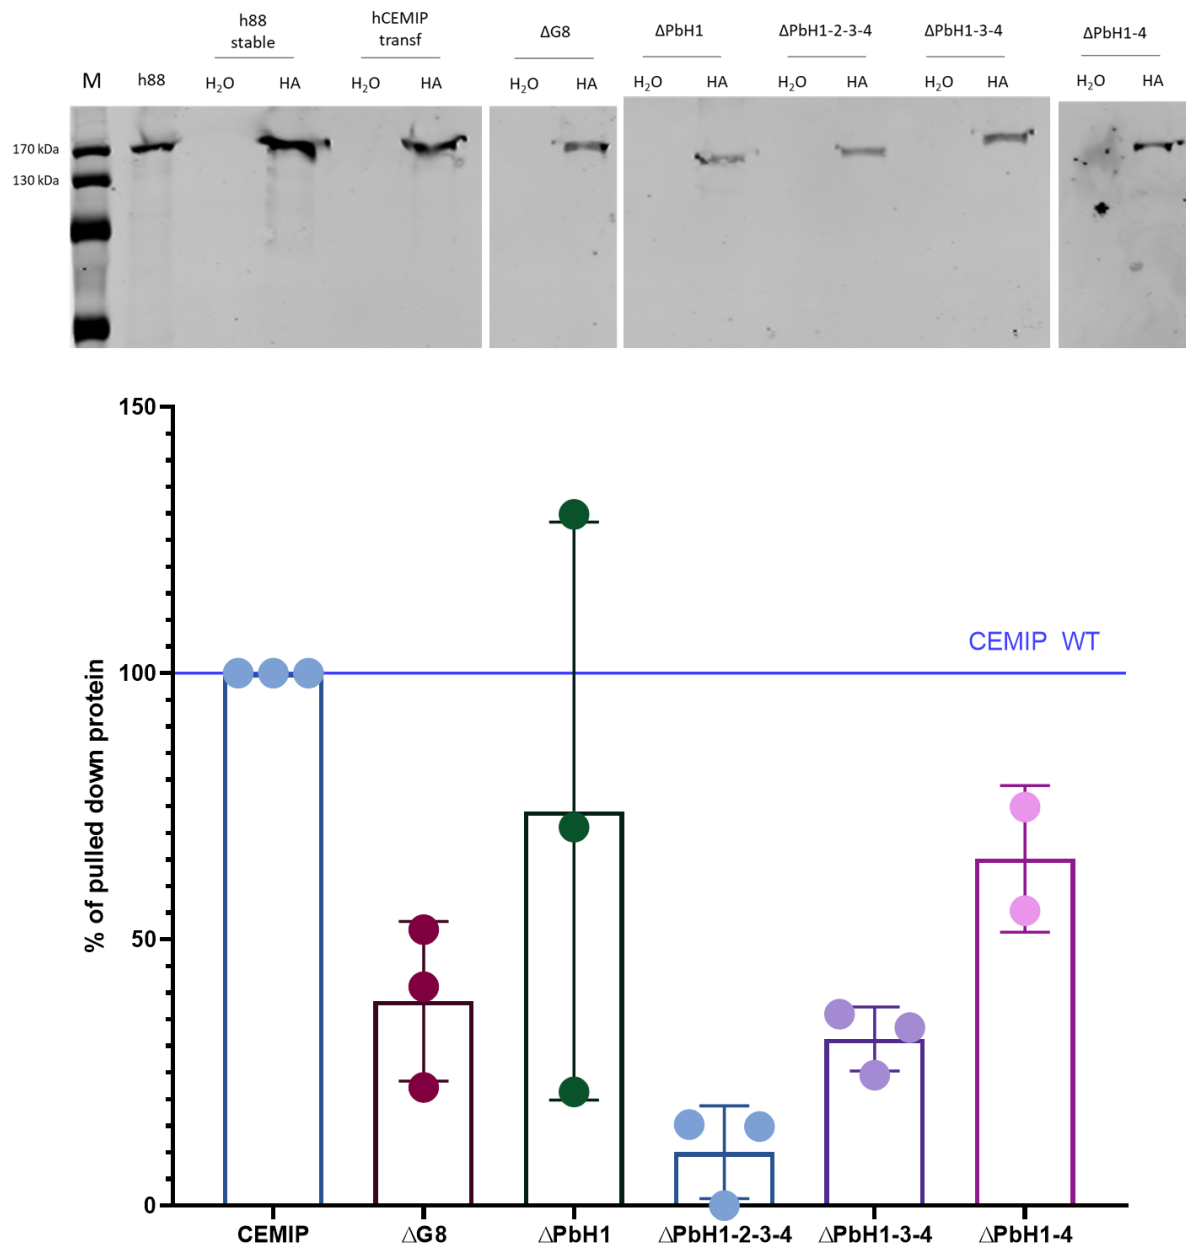 h88 stable
hCEMIP transf
ΔG8
ΔPbH1
ΔPbH1-2-3-4
ΔPbH1-3-4
ΔPbH1-4
M
h88
H₂O
HA
H₂O
HA
H₂O
HA
H₂O
HA
H₂O
HA
H₂O
HA
H₂O
HA
170 kDa
130 kDa
150
CEMIP WT
100
% of pulled down protein
50
0
CEMIP
ΔG8
ΔPbH1
ΔPbH1-2-3-4
ΔPbH1-3-4
ΔPbH1-4